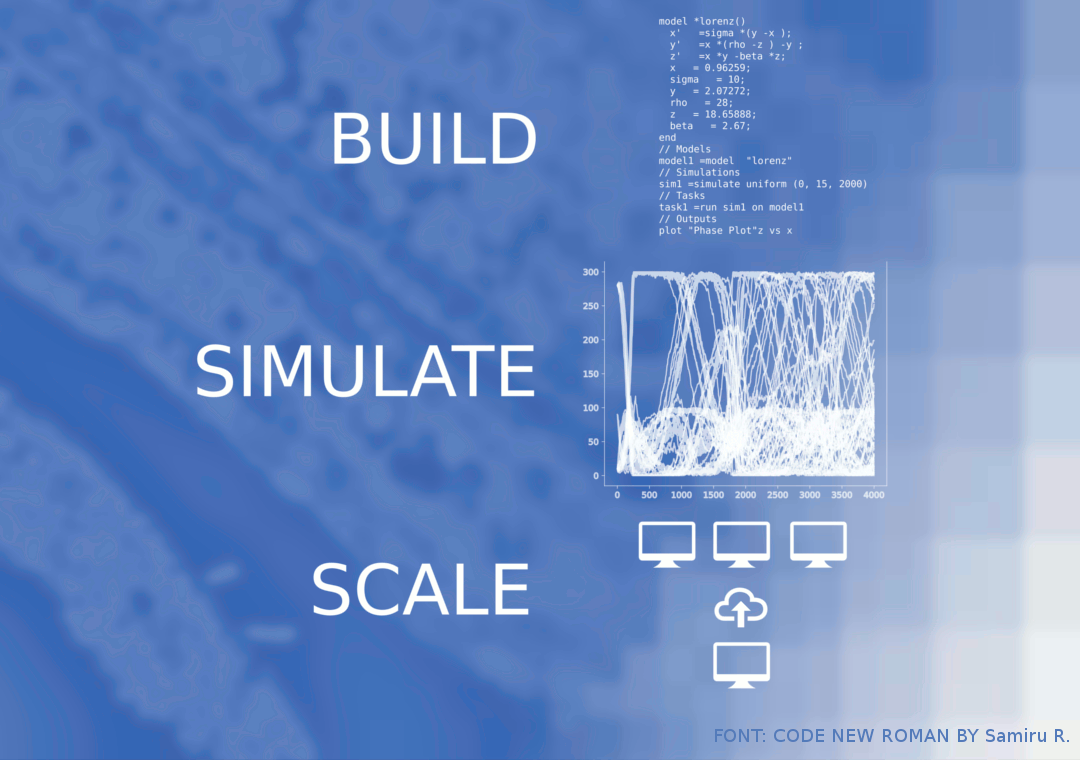 model *lorenz()
x'   =sigma *(y -x );
y'   =x *(rho -z ) -y ;
z'   =x *y -beta *z;
x   = 0.96259;
sigma   = 10;
y   = 2.07272;
rho   = 28;
z   = 18.65888;
beta   = 2.67;
end
// Models
model1 =model  "lorenz"
// Simulations
sim1 =simulate uniform (0, 15, 2000)
// Tasks
task1 =run sim1 on model1
// Outputs
plot "Phase Plot"z vs x
BUILD
SIMULATE
300
250
200
150
100
50
0
0 500 1000 1500 2000 2500 3000 3500 4000
SCALE
FONT: CODE NEW ROMAN BY Samiru R.